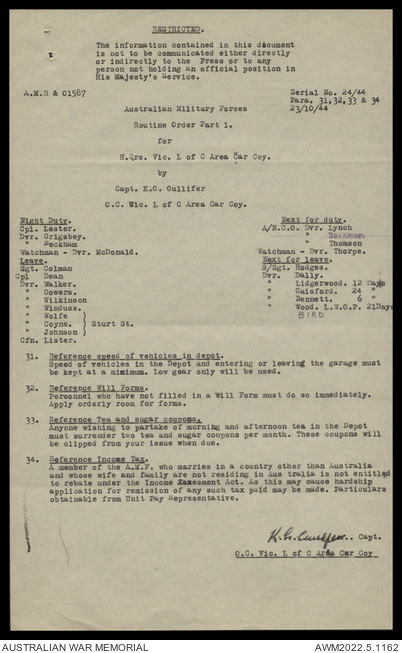 RESTRICTED.
The information contained in this document
is not to be communicated either directly
or indirectly to the Press or to any
person not holding an official position in
His Majesty's Service.
A.M.R & 01587
Serial No. 24/44
Paras. 31,32,33 & 34
23/10/44
Australian Military Forces
Routine Order Part 1.
for
H.Qrs. Vic. L of C Area Car Coy.
by
Capt. K.G. Gullifer
O.C. Vic. L of C Area Car Coy.
Night Duty.
Cpl. Lester.
Dvr. Grigsbey.
" Beckham
Watchman - Dvr. McDonald.
Leave.
Sgt. Colman
Cpl Dean
Dvr. Walker.
" Gowers.
" Wilkinson
" Winduss.
" Wolfe
" Coyne. } Sturt St.
" Johnson
Cfn. Lister.
Next for duty.
A/N.C.O. Dvr. Lynch
"
" Thomson
Watchman - Dvr. Thorpe.
Next for leave.
S/Sgt. Hodges.
Dvr. Dally.
" Lidgerwood. 12 Days
" Gaisford. 24 "
" Bennett. 6 "
" Wood. L.W.O.P. 21Days
BIRD
31. Reference speed of vehicles in depot.
Speed of vehicles in the Depot and entering or leaving the garage must
be kept at a minimum. Low gear only will be used.
32. Reference Will Forms.
Personnel who have not filled in a Will Form must do so immediately.
Apply orderly room for forms.
33. Reference Tea and sugar coupons.
Anyone wishing to partake of morning and afternoon tea in the Depot
must surrender two tea and sugar coupons per month. These coupons will
be clipped from your issue when due.
34. Reference Income Tax.
A member of the A.M.F. who marries in a country other than Australia
and whose wife and family are not residing in Aus tralia is not entitled
to rebate under the Income Act. As this may cause hardship
application for remission of any such tax paid may be made. Particulars
obtainable from Unit Pay Representative.
.. Capt.
O.C. Vic. L of C Area Car Coy
AUSTRALIAN WAR MEMORIAL
AWM2022.5.1162